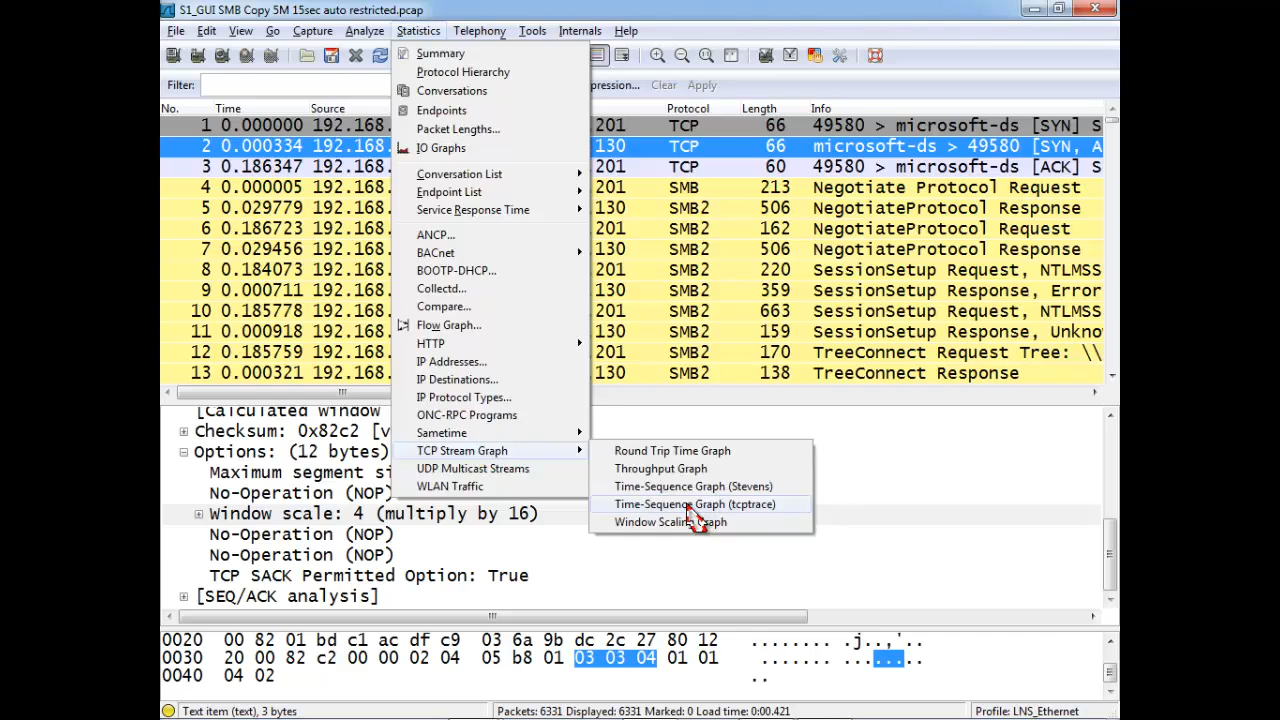 S1_GUI SMB Copy 5M 15sec auto restricted.pcap
File Edit View Go Capture Analyze Statistics Telephony Tools Internals Help
Filter: pression... Clear Apply
No. Time Source Protocol Length Info
1 0.000000 192.168. 201 TCP 66 49580 > microsoft-ds [SYN] S
2 0.000334 192.168. 130 TCP 66 microsoft-ds > 49580 [SYN, A
3 0.186347 192.168. 201 TCP 60 49580 > microsoft-ds [ACK] S
4 0.000005 192.168. 201 SMB 213 Negotiate Protocol Request
5 0.029779 192.168. 130 SMB2 506 NegotiateProtocol Response
6 0.186723 192.168. 201 SMB2 162 NegotiateProtocol Request
7 0.029456 192.168. 130 SMB2 506 NegotiateProtocol Response
8 0.184073 192.168. 201 SMB2 220 SessionSetup Request, NTLMSS
9 0.000711 192.168. 130 SMB2 359 SessionSetup Response, Error
10 0.185778 192.168. 201 SMB2 663 SessionSetup Request, NTLMSS
11 0.000918 192.168. 130 SMB2 159 SessionSetup Response, Unkno
12 0.185759 192.168. 201 SMB2 170 TreeConnect Request Tree: \\
13 0.000321 192.168. 130 SMB2 138 TreeConnect Response
Summary
Protocol Hierarchy
Conversations
Endpoints
Packet Lengths...
IO Graphs
Conversation List
Endpoint List
Service Response Time
ANCP...
BACnet
BOOTP-DHCP...
Collectd...
Compare...
Flow Graph...
HTTP
IP Addresses...
IP Destinations...
IP Protocol Types...
ONC-RPC Programs
Sametime
TCP Stream Graph
UDP Multicast Streams
WLAN Traffic
Round Trip Time Graph
Throughput Graph
Time-Sequence Graph (Stevens)
Time-Sequence Graph (tcptrace)
Window Scaling Graph
[Calculated window
Checksum: 0x82c2 [v
Options: (12 bytes)
Maximum segment si
No-Operation (NOP)
Window scale: 4 (multiply by 16)
No-Operation (NOP)
No-Operation (NOP)
TCP SACK Permitted Option: True
[SEQ/ACK analysis]
0020 00 82 01 bd c1 ac df c9 03 6a 9b dc 2c 27 80 12 ........ .j..,'..
0030 20 00 82 c2 00 00 02 04 05 b8 01 03 03 04 01 01 ....... ........
0040 04 02 ..
Text item (text), 3 bytes Packets: 6331 Displayed: 6331 Marked: 0 Load time: 0:00.421 Profile: LNS_Ethernet